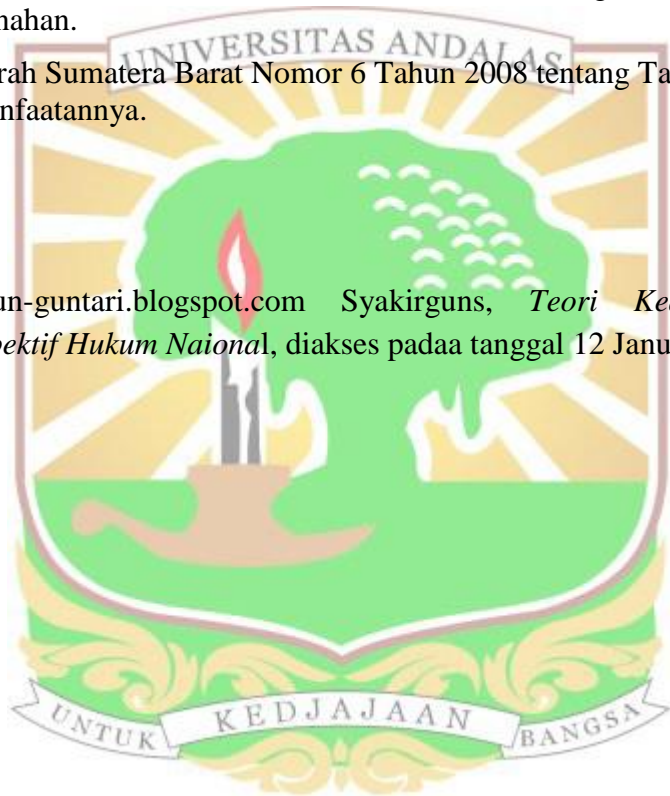 nahan.
UNIVERSITAS ANDALAS
rah Sumatera Barat Nomor 6 Tahun 2008 tentang Ta
nfaatannya.
un-guntari.blogspot.com Syakirguns, Teori Ke
pektif Hukum Naional, diakses padaa tanggal 12 Janu
UNTUK KEDJAJAAN BANGSA